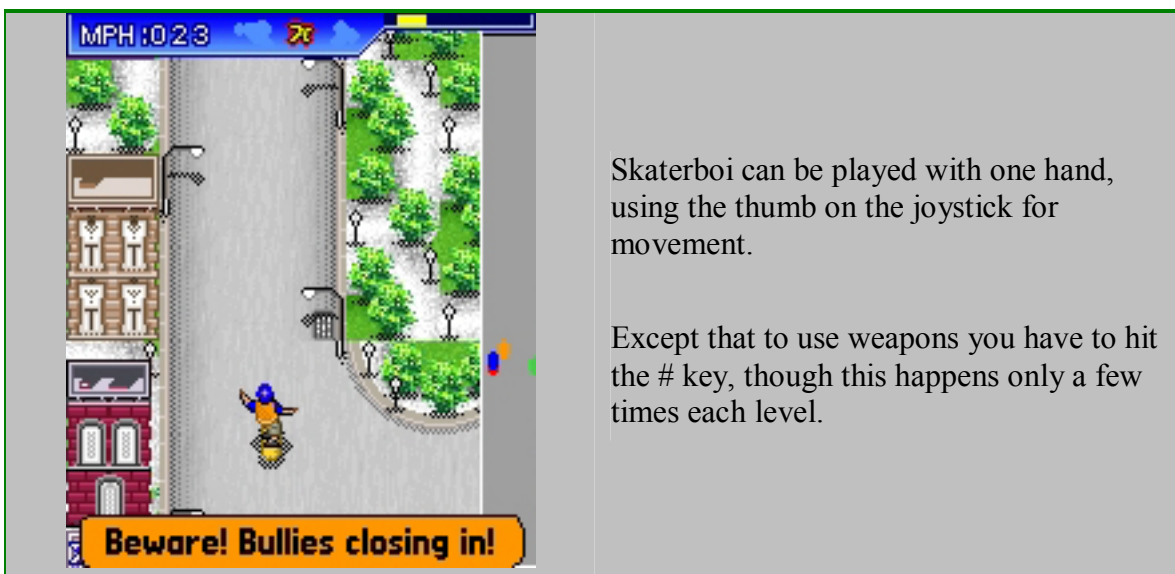 MPH :023
Beware! Bullies closing in!
Skaterboi can be played with one hand,
using the thumb on the joystick for
movement.
Except that to use weapons you have to hit
the # key, though this happens only a few
times each level.